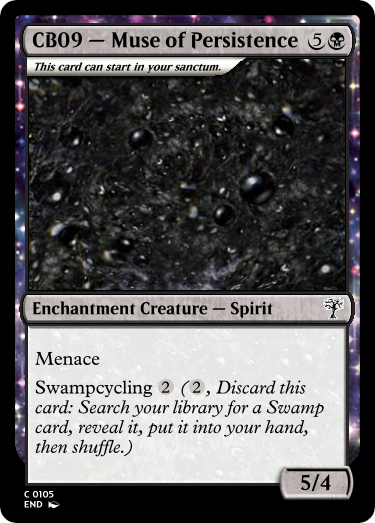 CB09 — Muse of Persistence 5
This card can start in your sanctum.
Enchantment Creature — Spirit
Menace
Swampcycling 2 (2, Discard this
card: Search your library for a Swamp
card, reveal it, put it into your hand,
then shuffle.)
5/4
C 0105
END